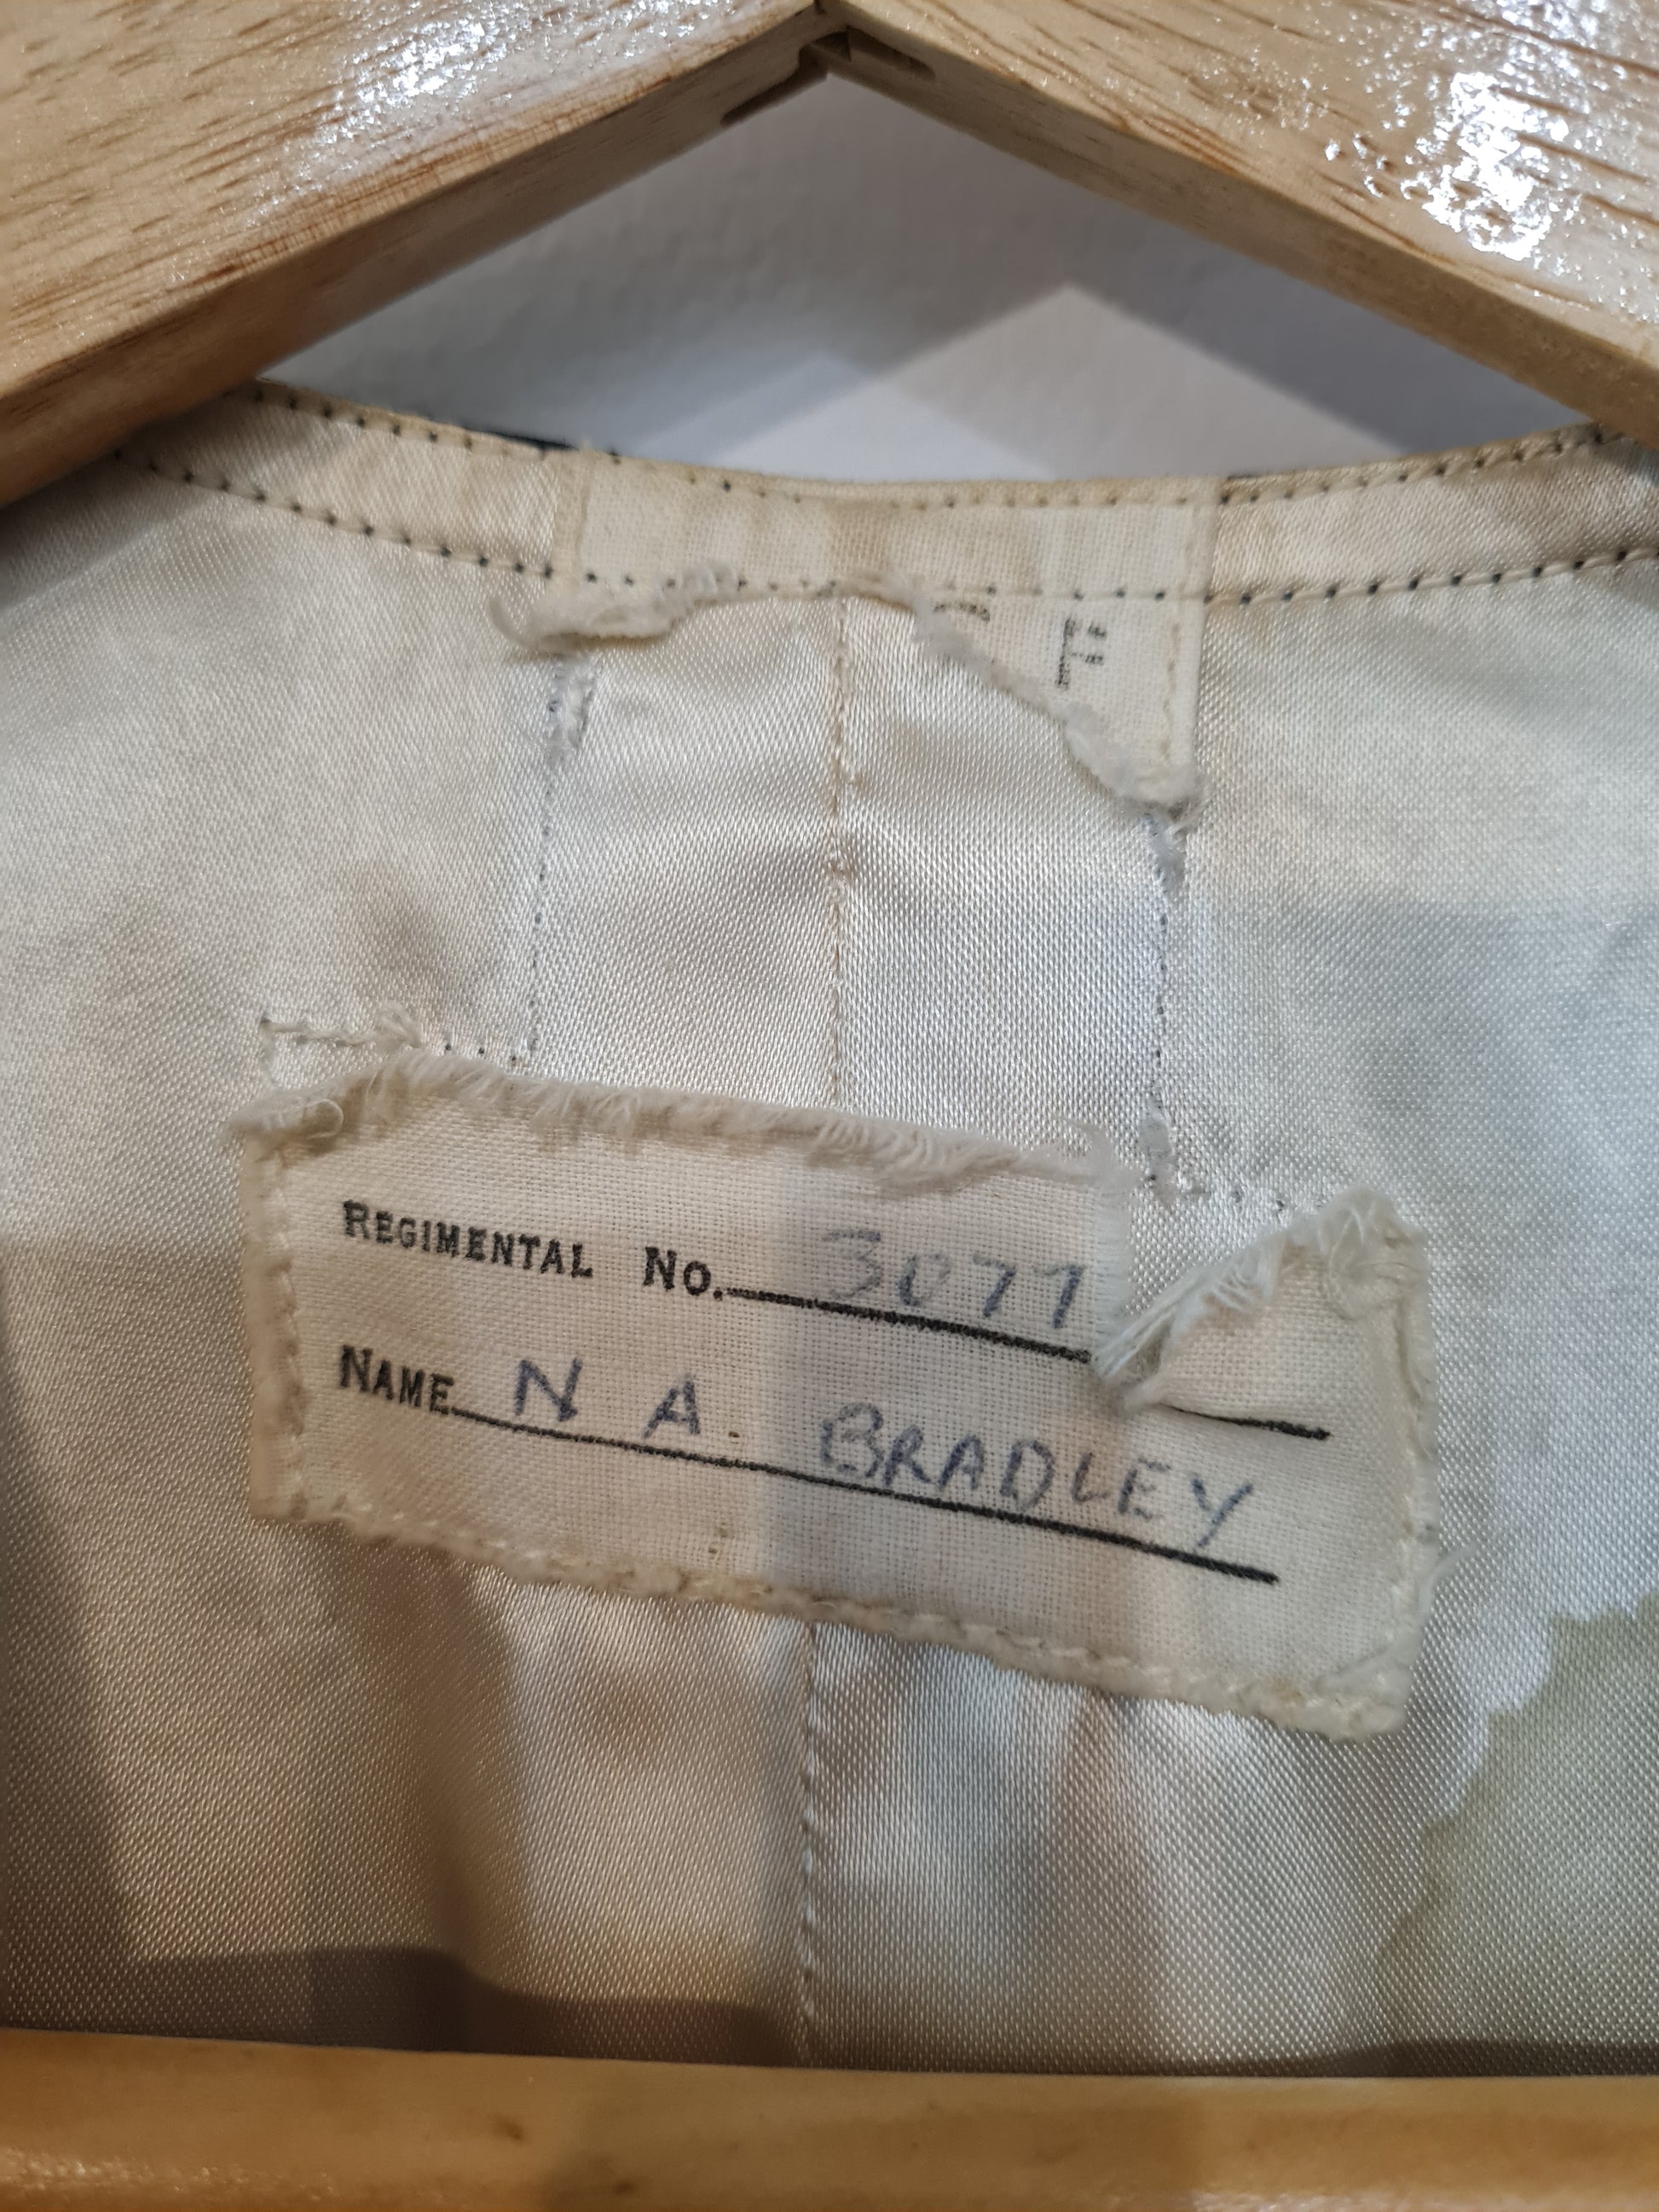 REGIMENTAL No. 3077
NAME N A. BRADLEY